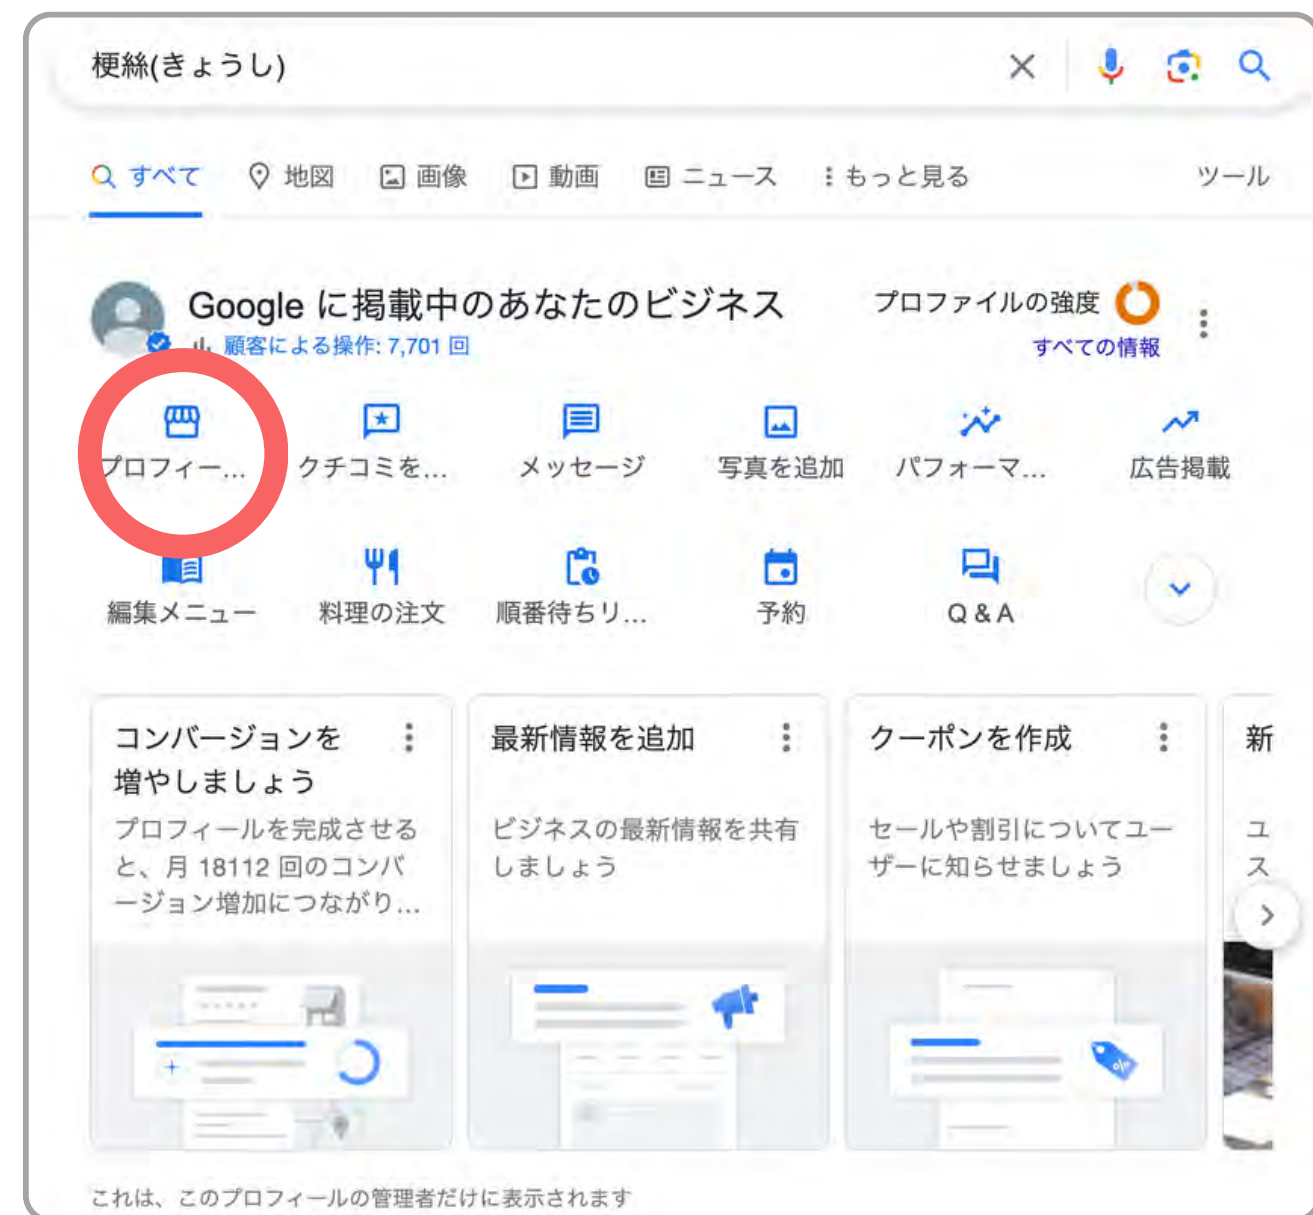 梗絲(きょうし)
すべて 地図 画像 動画 ニュース もっと見る ツール
Google に掲載中のあなたのビジネス プロファイルの強度
顧客による操作: 7,701 回 すべての情報
プロフィー... クチコミを... メッセージ 写真を追加 パフォーマ... 広告掲載
編集メニュー 料理の注文 順番待ちリ... 予約 Q & A
コンバージョンを 最新情報を追加 クーポンを作成 新
増やしましょう
プロフィールを完成させる ビジネスの最新情報を共有 セールや割引についてユー ユ
と、月 18112 回のコンバ しましょう ザーに知らせましょう ス
ージョン増加につながり...
これは、このプロフィールの管理者だけに表示されます